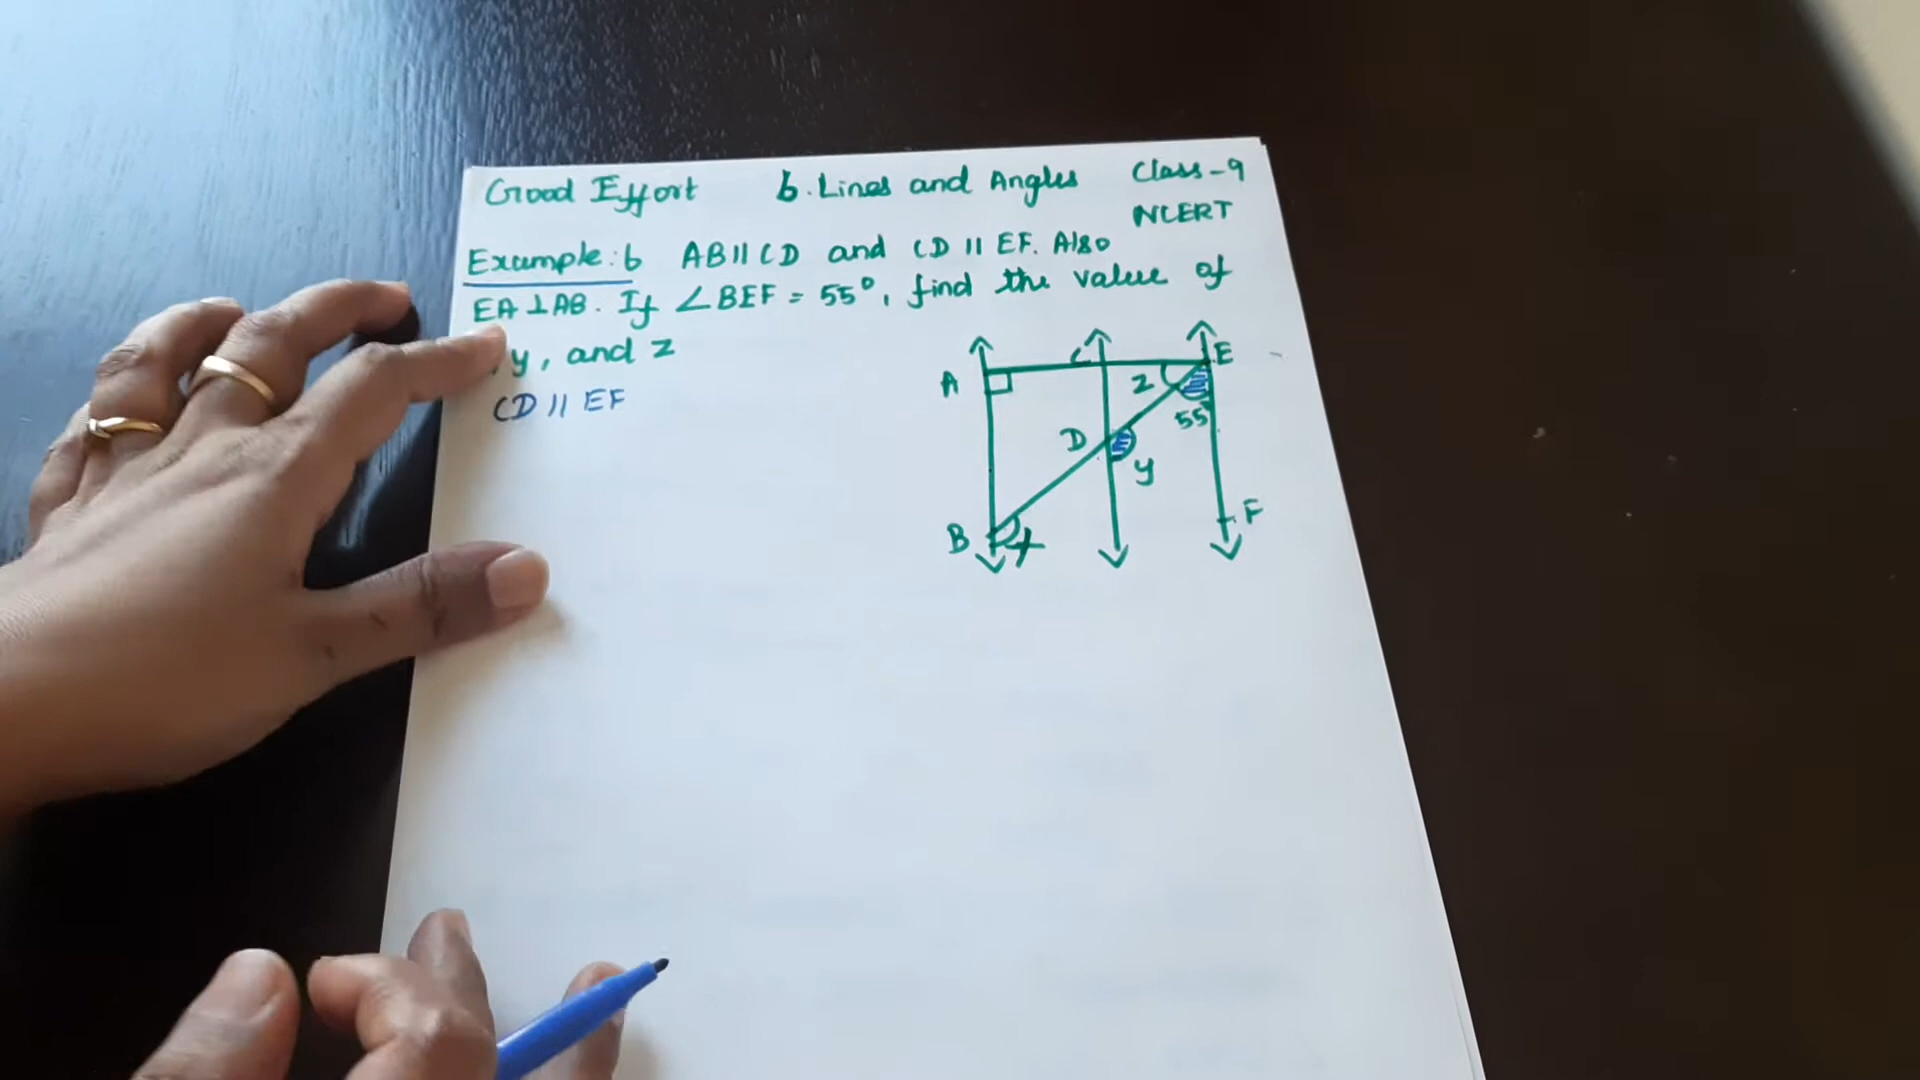 Good Effort 6. Lines and Angles Class-9
NCERT
Example: 6 AB || CD and CD || EF. Also
EA ⊥ AB. If ∠BEF = 55°, find the value of
, y, and z
CD || EF
A C E
z
55°
D
y
B x F